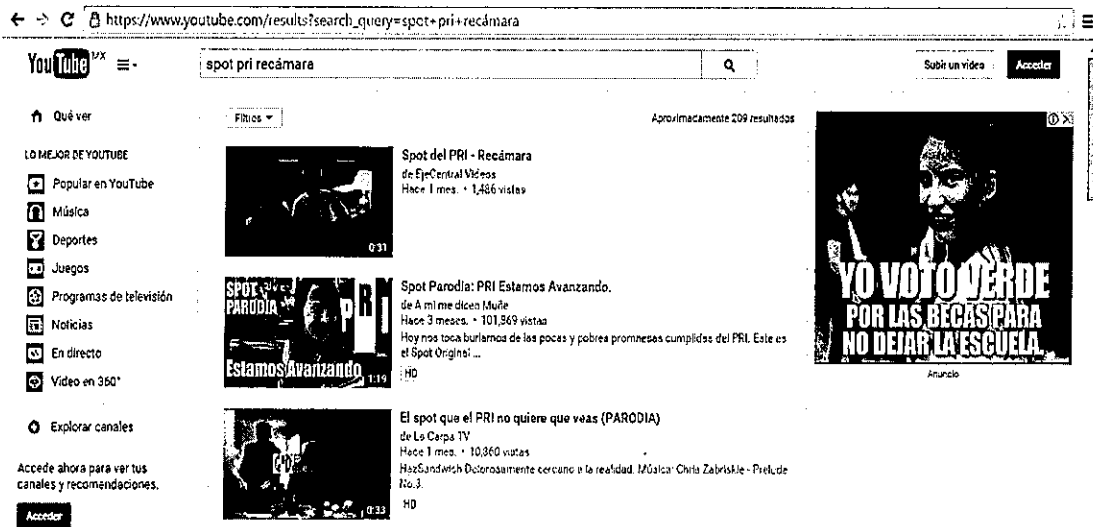 https://www.youtube.com/results?search_query=spot+pri+recámara
YouTube MX
spot pri recámara
Subir un video
Acceder
Qué ver
LO MEJOR DE YOUTUBE
Popular en YouTube
Música
Deportes
Juegos
Programas de televisión
Noticias
En directo
Video en 360°
Explorar canales
Accede ahora para ver tus
canales y recomendaciones.
Acceder
Filtros
Aproximadamente 209 resultados
Spot del PRI - Recámara
de EjeCentral Videos
Hace 1 mes. • 1,486 vistas
0:31
SPOT
PARODIA
PRI
Estamos Avanzando
1:19
Spot Parodia: PRI Estamos Avanzando.
de A mi me dicen Muñe
Hace 3 meses. • 101,869 vistas
Hoy nos toca burlarnos de las pocas y pobres promnesas cumplidas del PRI. Este es
el Spot Original ...
HD
0:33
El spot que el PRI no quiere que veas (PARODIA)
de La Carpa TV
Hace 1 mes. • 10,360 vistas
HazSandwich Dolorosamente cercano a la realidad. Música: Chris Zabriskie - Prelude
No.3.
HD
YO VOTO VERDE
POR LAS BECAS PARA
NO DEJAR LA ESCUELA.
Anuncio